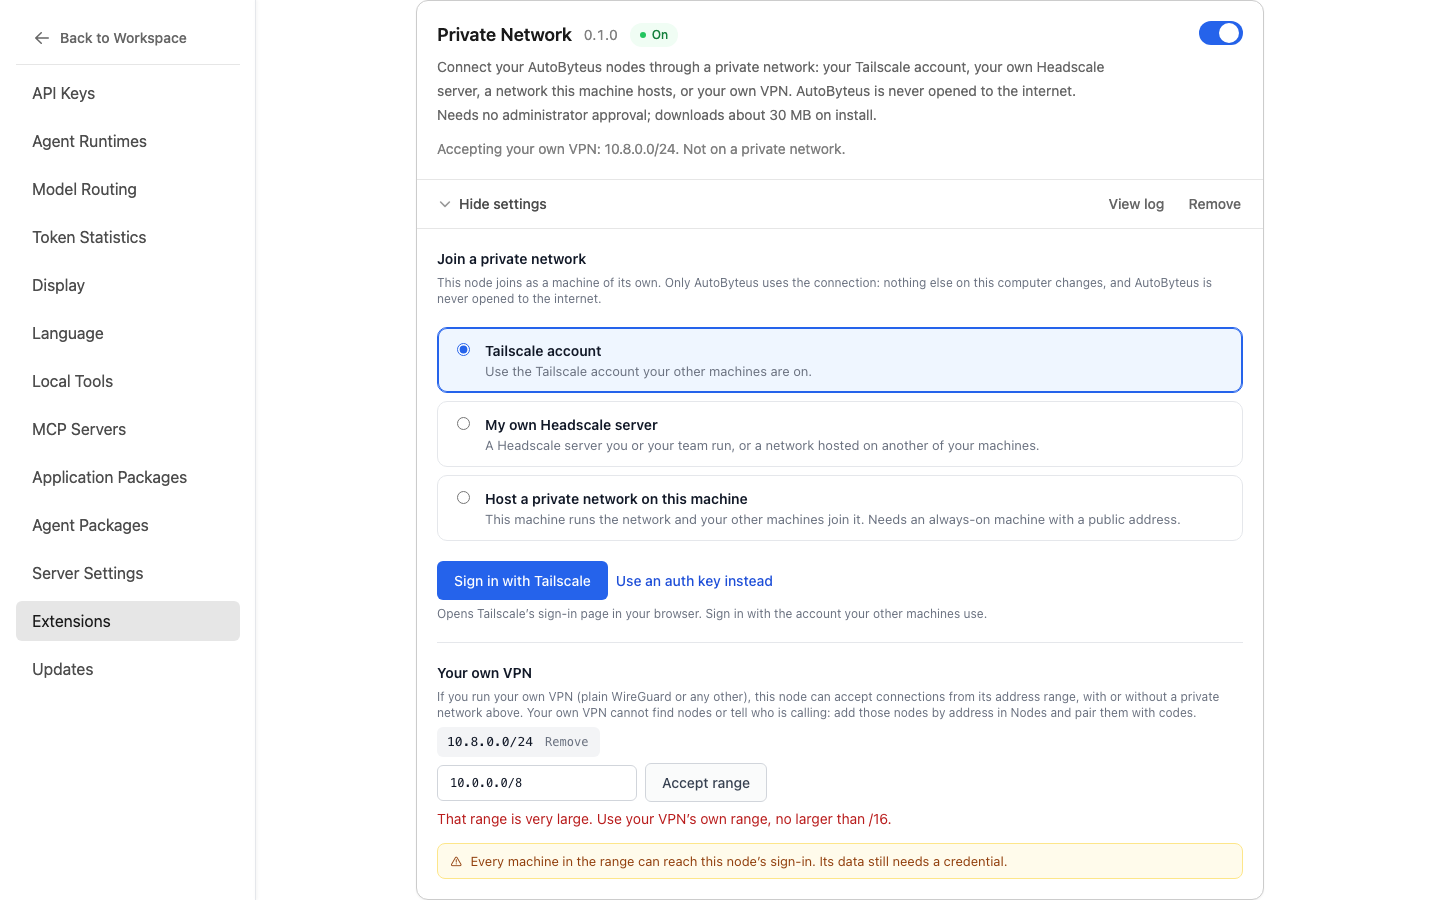 Back to Workspace
API Keys
Agent Runtimes
Model Routing
Token Statistics
Display
Language
Local Tools
MCP Servers
Application Packages
Agent Packages
Server Settings
Extensions
Updates
Private Network 0.1.0 On
Connect your AutoByteus nodes through a private network: your Tailscale account, your own Headscale
server, a network this machine hosts, or your own VPN. AutoByteus is never opened to the internet.
Needs no administrator approval; downloads about 30 MB on install.
Accepting your own VPN: 10.8.0.0/24. Not on a private network.
Hide settings View log Remove
Join a private network
This node joins as a machine of its own. Only AutoByteus uses the connection: nothing else on this computer changes, and AutoByteus is
never opened to the internet.
Tailscale account
Use the Tailscale account your other machines are on.
My own Headscale server
A Headscale server you or your team run, or a network hosted on another of your machines.
Host a private network on this machine
This machine runs the network and your other machines join it. Needs an always-on machine with a public address.
Sign in with Tailscale Use an auth key instead
Opens Tailscale's sign-in page in your browser. Sign in with the account your other machines use.
Your own VPN
If you run your own VPN (plain WireGuard or any other), this node can accept connections from its address range, with or without a private
network above. Your own VPN cannot find nodes or tell who is calling: add those nodes by address in Nodes and pair them with codes.
10.8.0.0/24 Remove
10.0.0.0/8 Accept range
That range is very large. Use your VPN's own range, no larger than /16.
Every machine in the range can reach this node's sign-in. Its data still needs a credential.